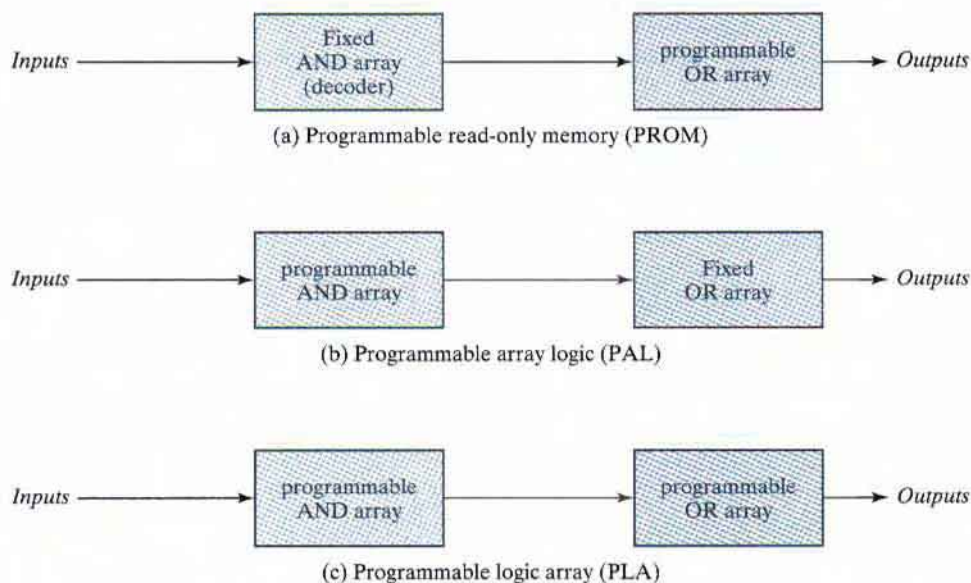 Inputs
Fixed
AND array
(decoder)
programmable
OR array
Outputs
(a) Programmable read-only memory (PROM)
Inputs
programmable
AND array
Fixed
OR array
Outputs
(b) Programmable array logic (PAL)
Inputs
programmable
AND array
programmable
OR array
Outputs
(c) Programmable logic array (PLA)